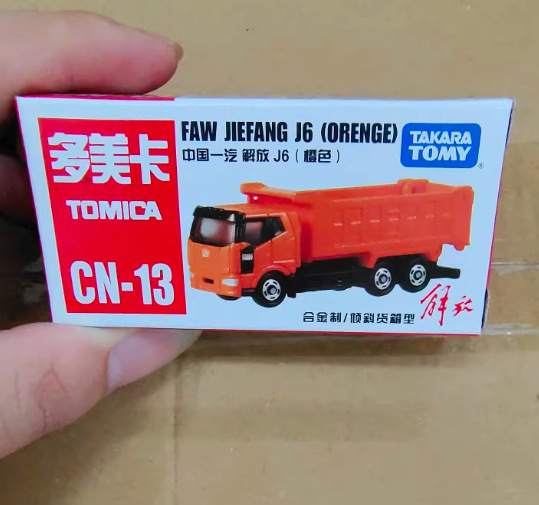 多美卡
TOMICA
CN-13
FAW JIEFANG J6 (ORENGE)
中国一汽 解放 J6（橙色）
TAKARA
TOMY
合金制/倾斜货箱型
解放